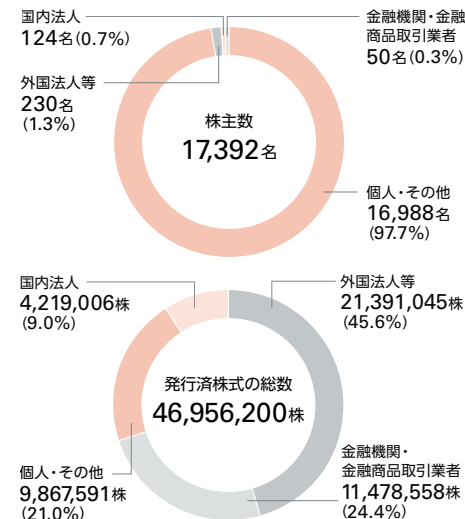 国内法人
124名(0.7%)
金融機関・金融
商品取引業者
50名(0.3%)
外国法人等
230名
(1.3%)
株主数
17,392名
個人・その他
16,988名
(97.7%)
国内法人
4,219,006株
(9.0%)
外国法人等
21,391,045株
(45.6%)
発行済株式の総数
46,956,200株
個人・その他
9,867,591株
(21.0%)
金融機関・
金融商品取引業者
11,478,558株
(24.4%)